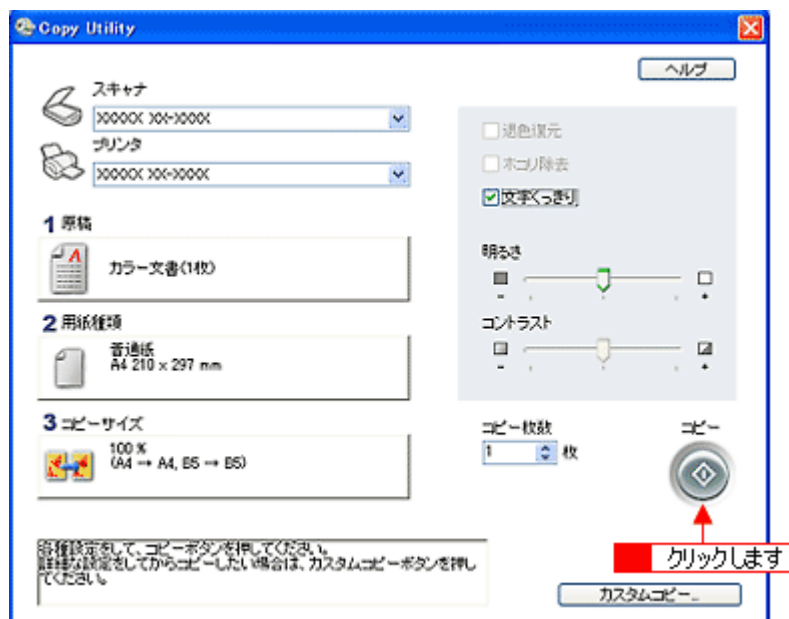 Copy Utility
ヘルプ
スキャナ
XXXXX XX-XXXX
プリンタ
XXXXX XX-XXXX
1 原稿
カラー文書(1枚)
2 用紙種類
普通紙
A4 210 x 297 mm
3 コピーサイズ
100 %
(A4 → A4, B5 → B5)
退色復元
ホコリ除去
文字くっきり
明るさ
- +
コントラスト
- +
コピー枚数
1 枚
コピー
クリックします
各種設定をして、コピーボタンを押してください。
詳細な設定をしてからコピーしたい場合は、カスタムコピーボタンを押し
てください。
カスタムコピー...